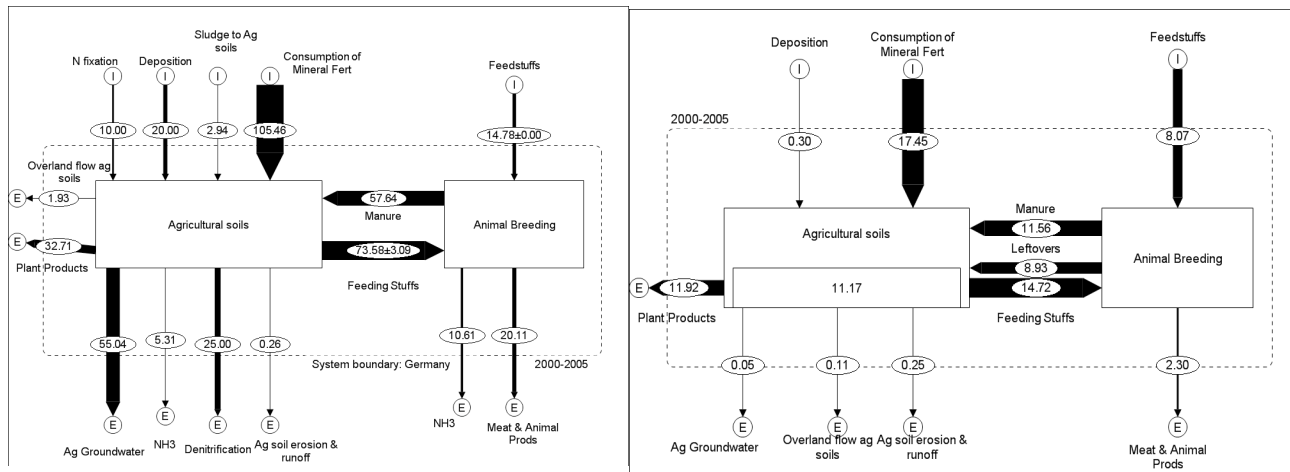 Sludge to Ag
soils
Consumption of
Mineral Fert
N fixation
Deposition
Feedstuffs
I
I
I
I
I
10.00
20.00
2.94
105.46
14.78±0.00
Overland flow ag
soils
E
1.93
57.64
Agricultural soils
Manure
Animal Breeding
E
32.71
73.58±3.09
Plant Products
Feeding Stuffs
55.04
5.31
25.00
0.26
10.61
20.11
System boundary: Germany
2000-2005
E
E
E
E
E
E
Ag Groundwater
NH3
Denitrification
Ag soil erosion &
runoff
NH3
Meat & Animal
Prods
Deposition
Consumption of
Mineral Fert
Feedstuffs
I
I
I
2000-2005
0.30
17.45
8.07
Manure
11.56
Agricultural soils
Leftovers
Animal Breeding
8.93
E
11.92
11.17
14.72
Plant Products
Feeding Stuffs
0.05
0.11
0.25
2.30
E
E
E
E
Ag Groundwater
Overland flow ag
soils
Ag soil erosion &
runoff
Meat & Animal
Prods